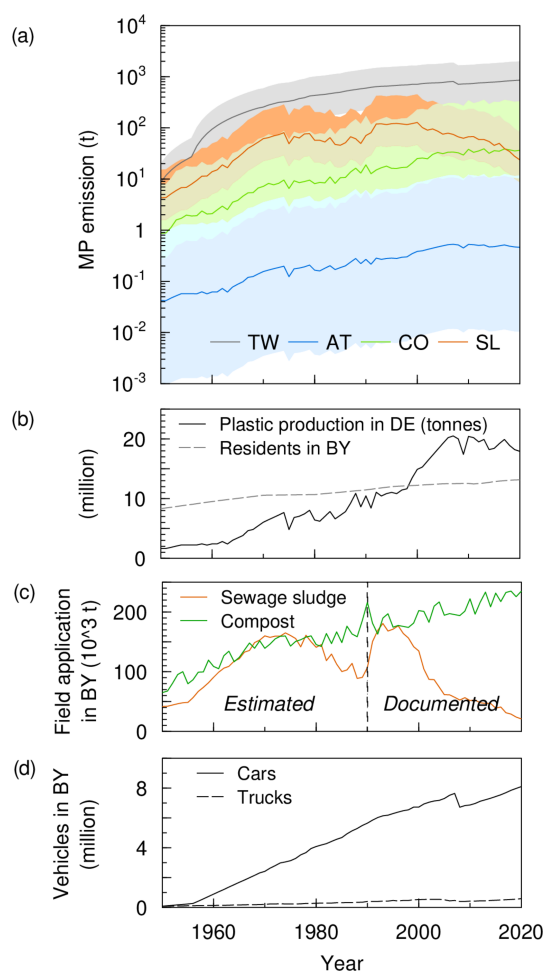 (a)
10^4
10^3
10^2
10^1
1
10^-1
10^-2
10^-3
MP emission (t)
TW AT CO SL
(b)
20
10
0
(million)
Plastic production in DE (tonnes)
Residents in BY
(c)
200
100
0
Field application
in BY (10^3 t)
Sewage sludge
Compost
Estimated Documented
(d)
8
4
0
Vehicles in BY
(million)
Cars
Trucks
1960 1980 2000 2020
Year